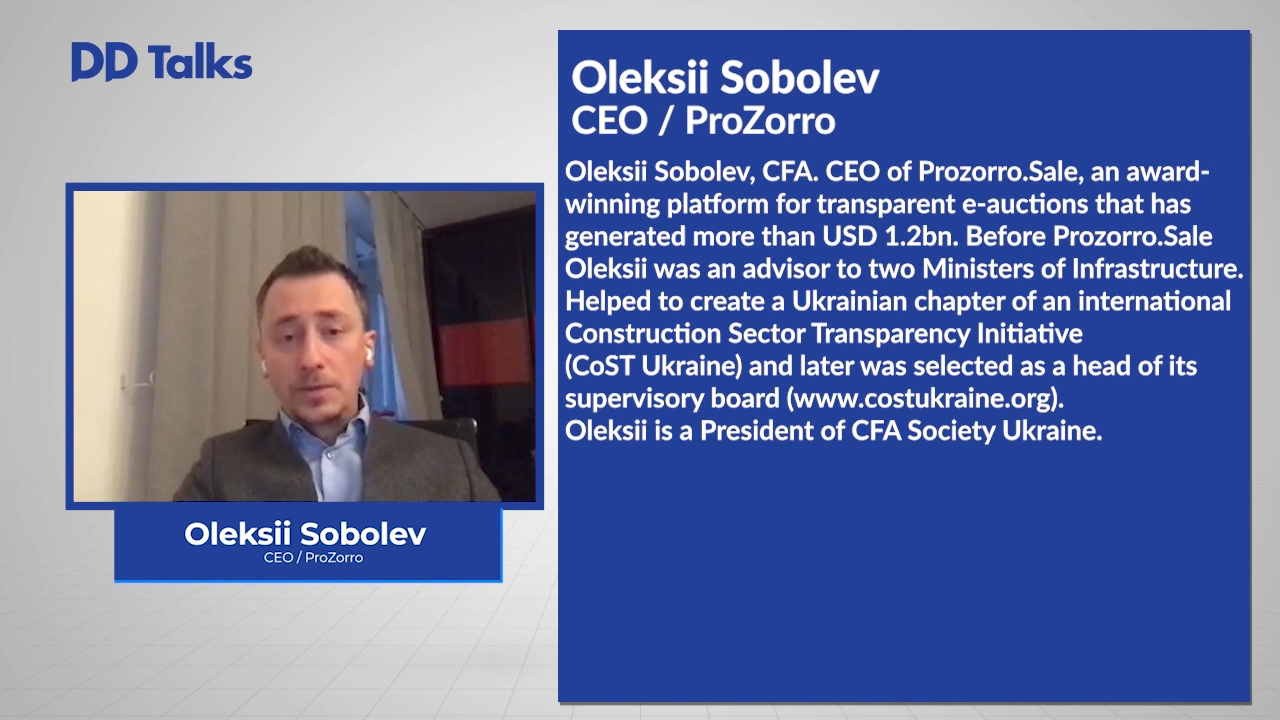 DD Talks
Oleksii Sobolev
CEO / ProZorro
Oleksii Sobolev, CFA. CEO of Prozorro.Sale, an award-
winning platform for transparent e-auctions that has
generated more than USD 1.2bn. Before Prozorro.Sale
Oleksii was an advisor to two Ministers of Infrastructure.
Helped to create a Ukrainian chapter of an international
Construction Sector Transparency Initiative
(CoST Ukraine) and later was selected as a head of its
supervisory board (www.costukraine.org).
Oleksii is a President of CFA Society Ukraine.
Oleksii Sobolev
CEO / ProZorro